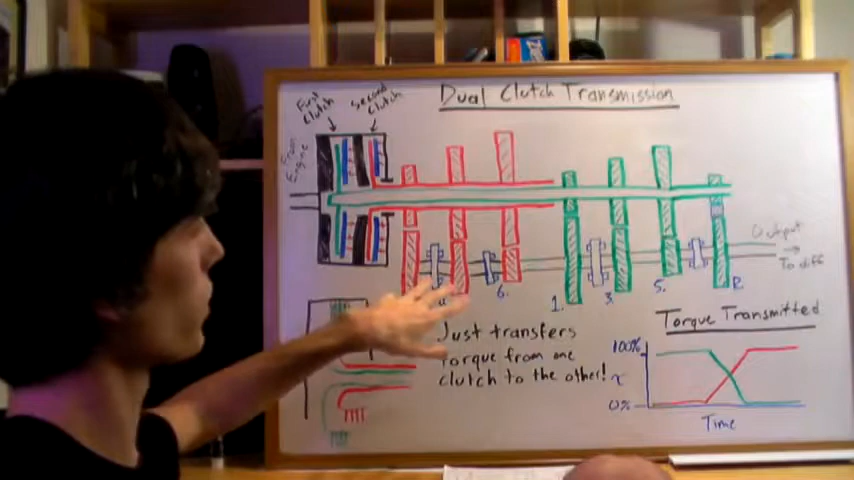 Dual Clutch Transmission
First Clutch
Second Clutch
From Engine
Output
To diff
6.
1.
3.
5.
R
Just transfers
torque from one
clutch to the other!
Torque Transmitted
100%
τ
0%
Time